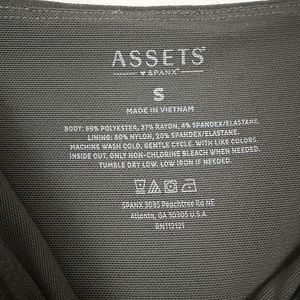 ASSETS
♥ SPANX®
S
MADE IN VIETNAM
BODY: 69% POLYESTER, 27% RAYON, 4% SPANDEX/ELASTANE.
LINING: 80% NYLON, 20% SPANDEX/ELASTANE.
MACHINE WASH COLD, GENTLE CYCLE. WITH LIKE COLORS.
INSIDE OUT, ONLY NON-CHLORINE BLEACH WHEN NEEDED.
TUMBLE DRY LOW. LOW IRON IF NEEDED.
SPANX 3035 Peachtree Rd NE
Atlanta, GA 30305 U.S.A.
RN112121